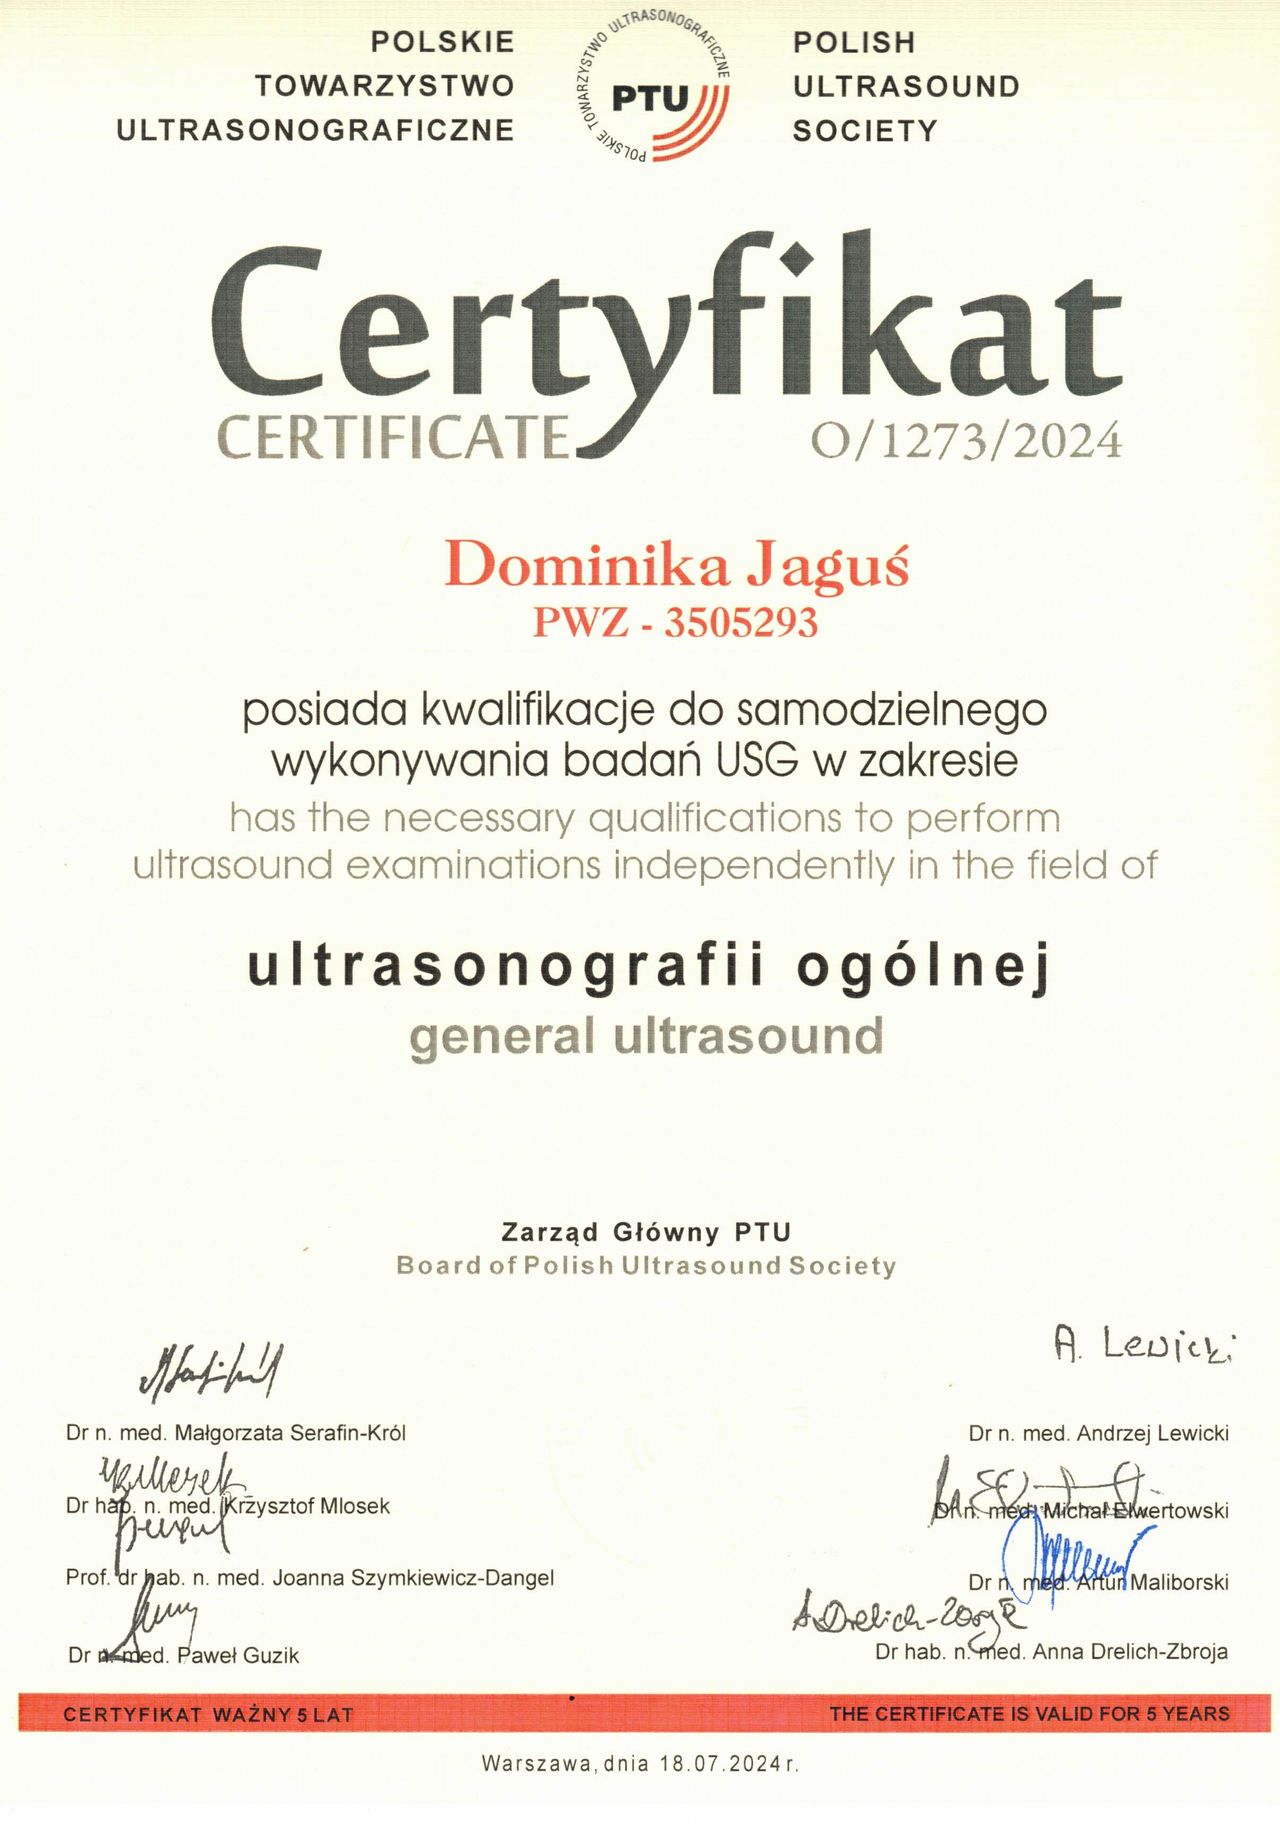 POLSKIE
TOWARZYSTWO
ULTRASONOGRAFICZNE
POLSKIE TOWARZYSTWO ULTRASONOGRAFICZNE
PTU
POLISH
ULTRASOUND
SOCIETY
Certyfikat
CERTIFICATE O/1273/2024
Dominika Jaguś
PWZ - 3505293
posiada kwalifikacje do samodzielnego
wykonywania badań USG w zakresie
has the necessary qualifications to perform
ultrasound examinations independently in the field of
ultrasonografii ogólnej
general ultrasound
Zarząd Główny PTU
Board of Polish Ultrasound Society
A. Lewicki
Dr n. med. Małgorzata Serafin-Król
Dr n. med. Andrzej Lewicki
Dr hab. n. med. Krzysztof Mlosek
Dr n. med. Michał Elwertowski
Prof. dr hab. n. med. Joanna Szymkiewicz-Dangel
Dr n. med. Artur Maliborski
A. Drelich-Zbroja
Dr n. med. Paweł Guzik
Dr hab. n. med. Anna Drelich-Zbroja
CERTYFIKAT WAŻNY 5 LAT
THE CERTIFICATE IS VALID FOR 5 YEARS
Warszawa, dnia 18.07.2024 r.